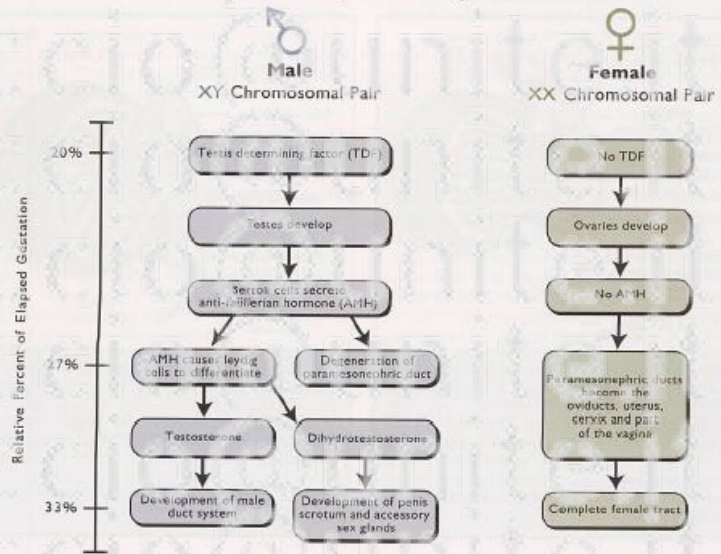 Male
XY Chromosomal Pair
Female
XX Chromosomal Pair
Relative Percent of Elapsed Gestation
20%
27%
33%
Testis determining factor (TDF)
Testes develop
Sertoli cells secrete
anti-müllerian hormone (AMH)
AMH causes leydig
cells to differentiate
Degeneration of
paramesonephric duct
Testosterone
Dihydrotestosterone
Development of male
duct system
Development of penis
scrotum and accessory
sex glands
No TDF
Ovaries develop
No AMH
Paramesonephric ducts
become the
oviducts, uterus,
cervix and part
of the vagina
Complete female tract